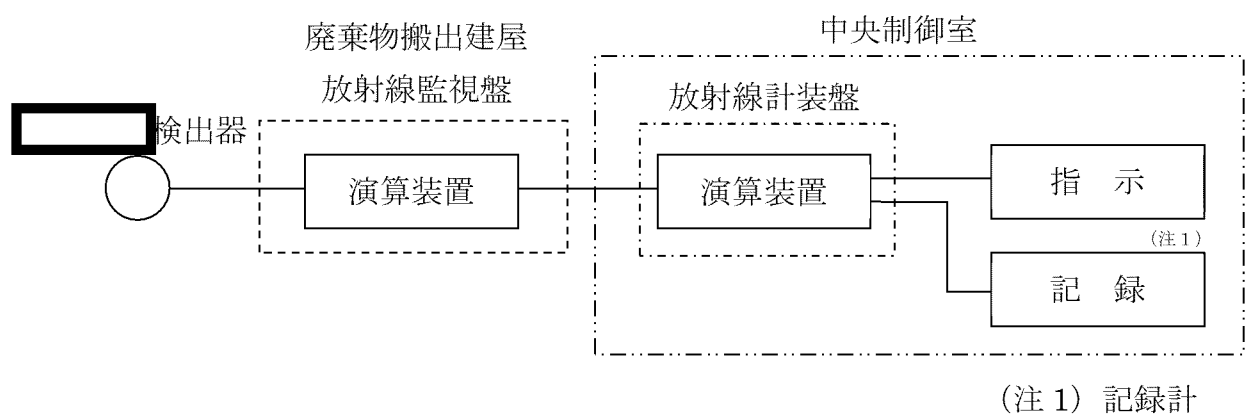 中央制御室
廃棄物搬出建屋
放射線監視盤
放射線計装盤
検出器
演算装置
演算装置
指 示
(注1)
記 録
(注1) 記録計